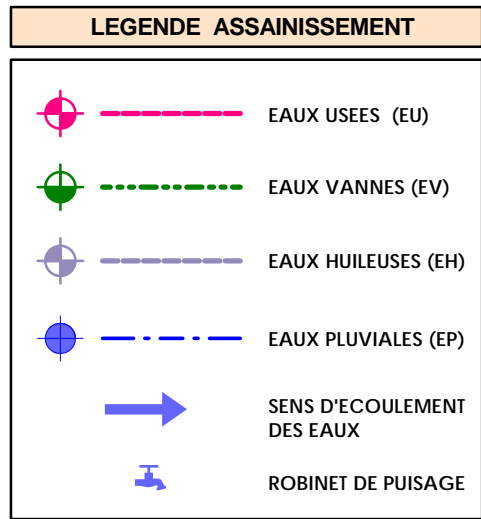 LEGENDE ASSAINISSEMENT
EAUX USEES (EU)
EAUX VANNES (EV)
EAUX HUILEUSES (EH)
EAUX PLUVIALES (EP)
SENS D'ECOULEMENT
DES EAUX
ROBINET DE PUISAGE